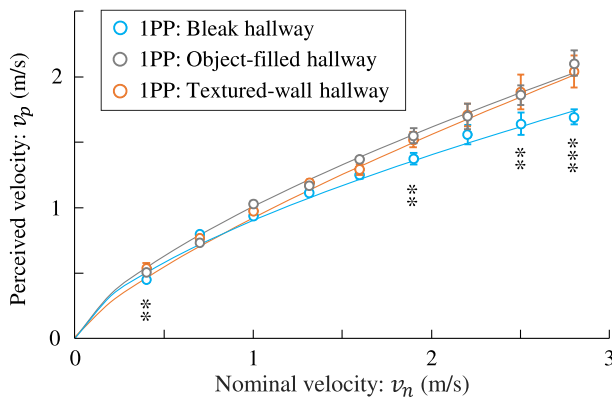 1PP: Bleak hallway
1PP: Object-filled hallway
1PP: Textured-wall hallway
Perceived velocity: 𝑣ₚ (m/s)
2
1
0
**
**
**
***
0
1
2
3
Nominal velocity: 𝑣ₙ (m/s)